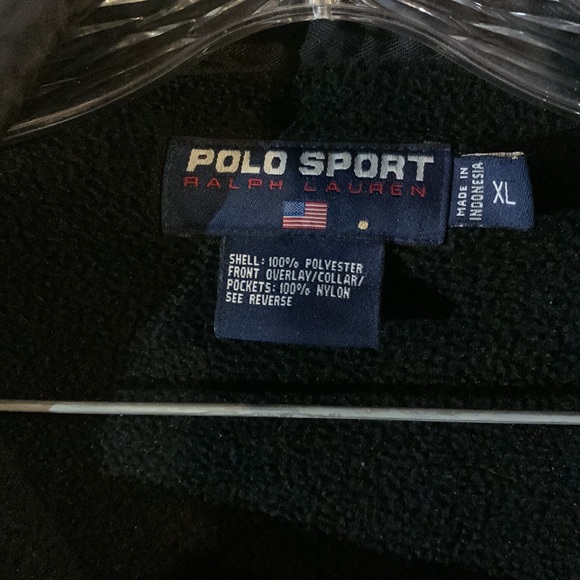 POLO SPORT
RALPH LAUREN
MADE IN
INDONESIA
XL
SHELL: 100% POLYESTER
FRONT OVERLAY/COLLAR/
POCKETS: 100% NYLON
SEE REVERSE